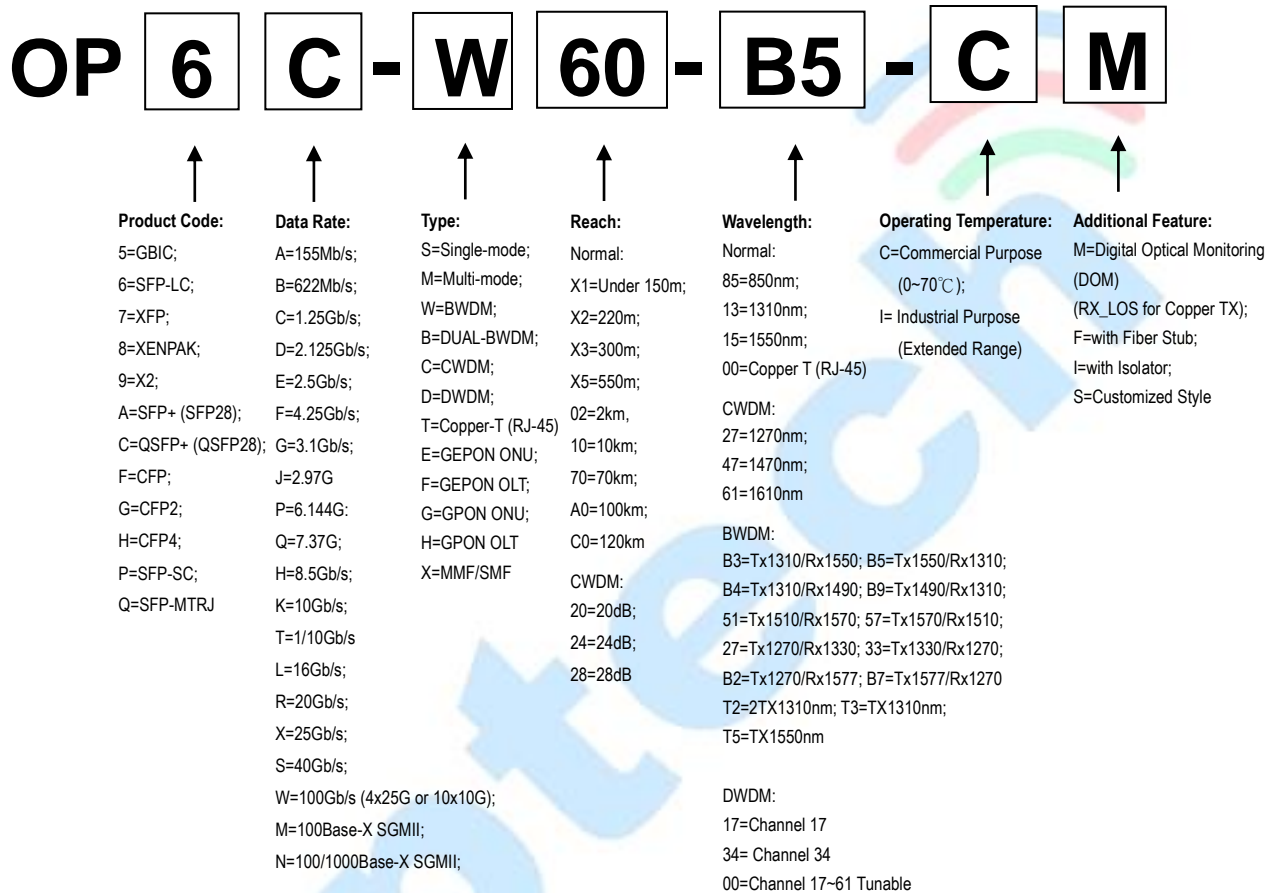 OP 6 C - W 60 - B5 - C M
Product Code:
5=GBIC;
6=SFP-LC;
7=XFP;
8=XENPAK;
9=X2;
A=SFP+ (SFP28);
C=QSFP+ (QSFP28);
F=CFP;
G=CFP2;
H=CFP4;
P=SFP-SC;
Q=SFP-MTRJ
Data Rate:
A=155Mb/s;
B=622Mb/s;
C=1.25Gb/s;
D=2.125Gb/s;
E=2.5Gb/s;
F=4.25Gb/s;
G=3.1Gb/s;
J=2.97G
P=6.144G:
Q=7.37G;
H=8.5Gb/s;
K=10Gb/s;
T=1/10Gb/s
L=16Gb/s;
R=20Gb/s;
X=25Gb/s;
S=40Gb/s;
W=100Gb/s (4x25G or 10x10G);
M=100Base-X SGMII;
N=100/1000Base-X SGMII;
Type:
S=Single-mode;
M=Multi-mode;
W=BWDM;
B=DUAL-BWDM;
C=CWDM;
D=DWDM;
T=Copper-T (RJ-45)
E=GEPON ONU;
F=GEPON OLT;
G=GPON ONU;
H=GPON OLT
X=MMF/SMF
Reach:
Normal:
X1=Under 150m;
X2=220m;
X3=300m;
X5=550m;
02=2km,
10=10km;
70=70km;
A0=100km;
C0=120km
CWDM:
20=20dB;
24=24dB;
28=28dB
Wavelength:
Normal:
85=850nm;
13=1310nm;
15=1550nm;
00=Copper T (RJ-45)
CWDM:
27=1270nm;
47=1470nm;
61=1610nm
BWDM:
B3=Tx1310/Rx1550; B5=Tx1550/Rx1310;
B4=Tx1310/Rx1490; B9=Tx1490/Rx1310;
51=Tx1510/Rx1570; 57=Tx1570/Rx1510;
27=Tx1270/Rx1330; 33=Tx1330/Rx1270;
B2=Tx1270/Rx1577; B7=Tx1577/Rx1270
T2=2TX1310nm; T3=TX1310nm;
T5=TX1550nm
DWDM:
17=Channel 17
34= Channel 34
00=Channel 17~61 Tunable
Operating Temperature:
C=Commercial Purpose
(0~70℃);
I= Industrial Purpose
(Extended Range)
Additional Feature:
M=Digital Optical Monitoring
(DOM)
(RX_LOS for Copper TX);
F=with Fiber Stub;
I=with Isolator;
S=Customized Style
ptech